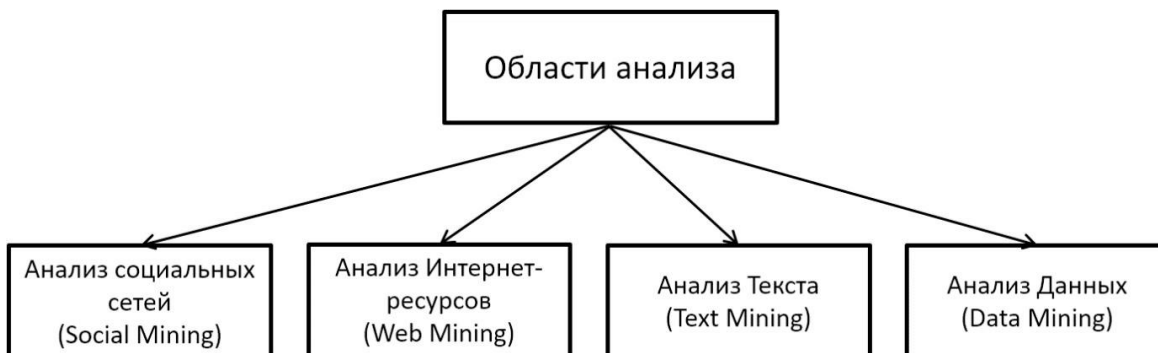 Области анализа
Анализ социальных
сетей
(Social Mining)
Анализ Интернет-
ресурсов
(Web Mining)
Анализ Текста
(Text Mining)
Анализ Данных
(Data Mining)